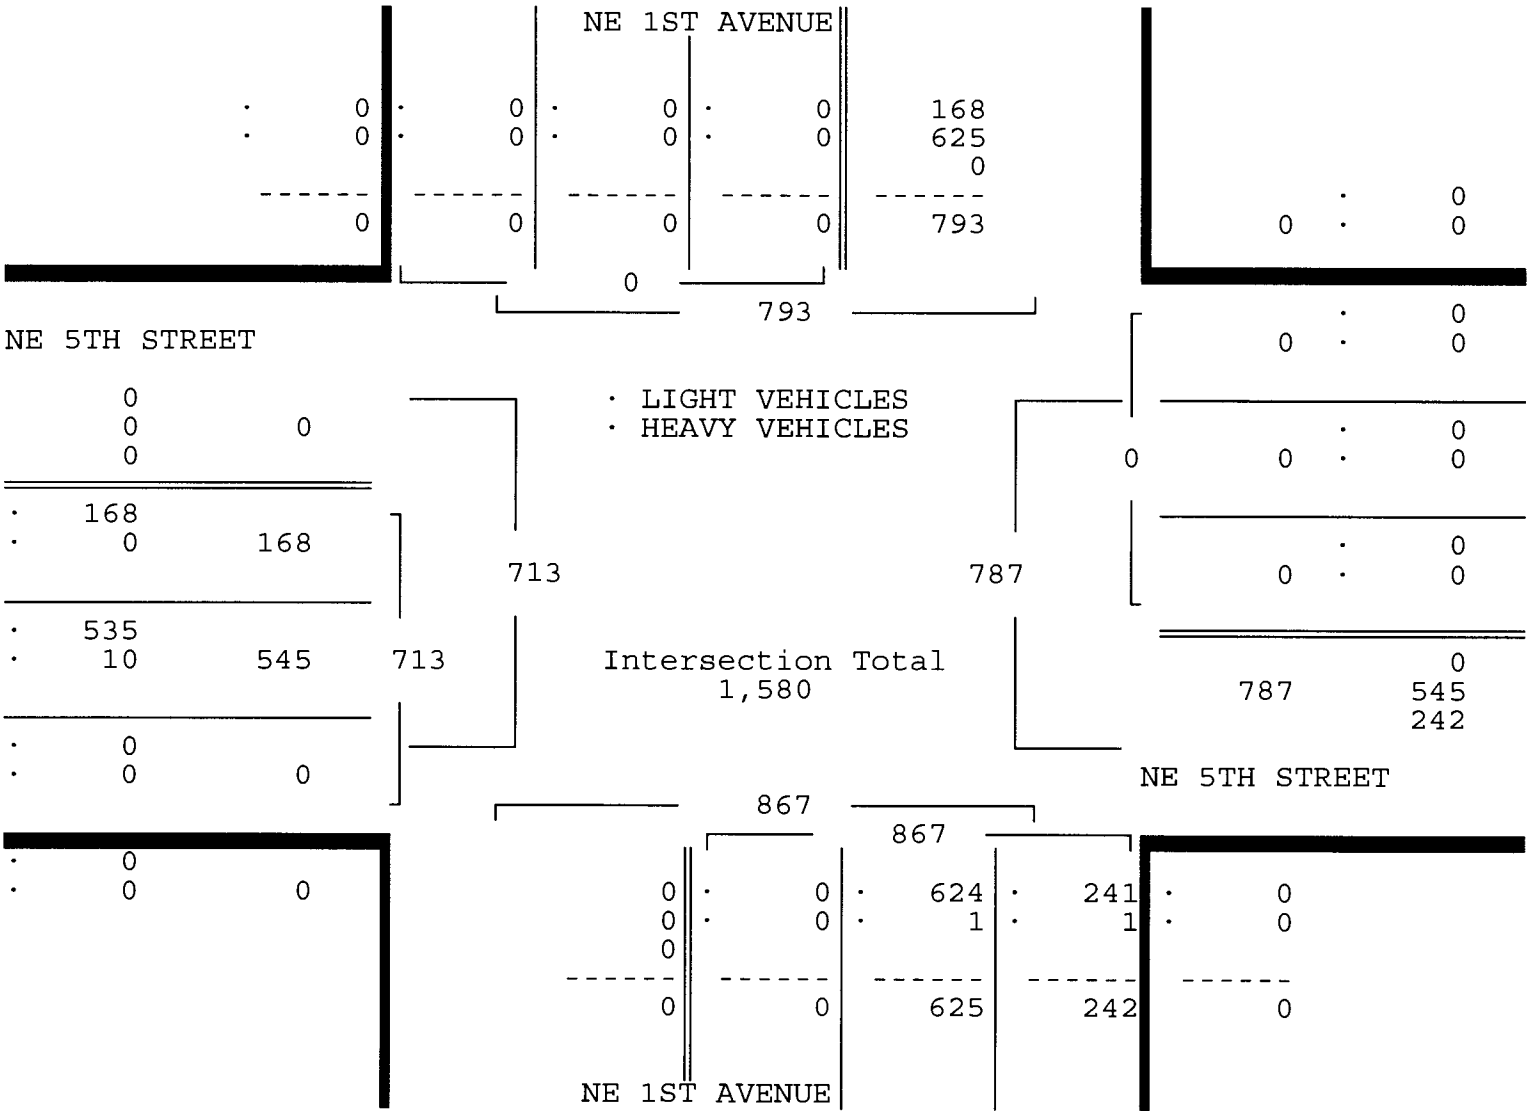 NE 1ST AVENUE
· 0 · 0 · 0 · 0 168
· 0 · 0 · 0 · 0 625
0
------ ------ ------ ------ ------
0 0 0 0 793
· 0
0 · 0
0
793
· 0
0 · 0
NE 5TH STREET
0
0 0
0
· LIGHT VEHICLES
· HEAVY VEHICLES
· 0
0 0 · 0
· 168
· 0 168
713
787
· 0
0 · 0
· 535
· 10 545 713
Intersection Total
1,580
0
787 545
242
· 0
· 0 0
NE 5TH STREET
867
867
· 0
· 0 0
0 · 0 · 624 · 241 · 0
0 · 0 · 1 · 1 · 0
0
------ ------ ------ ------ ------
0 0 625 242 0
NE 1ST AVENUE